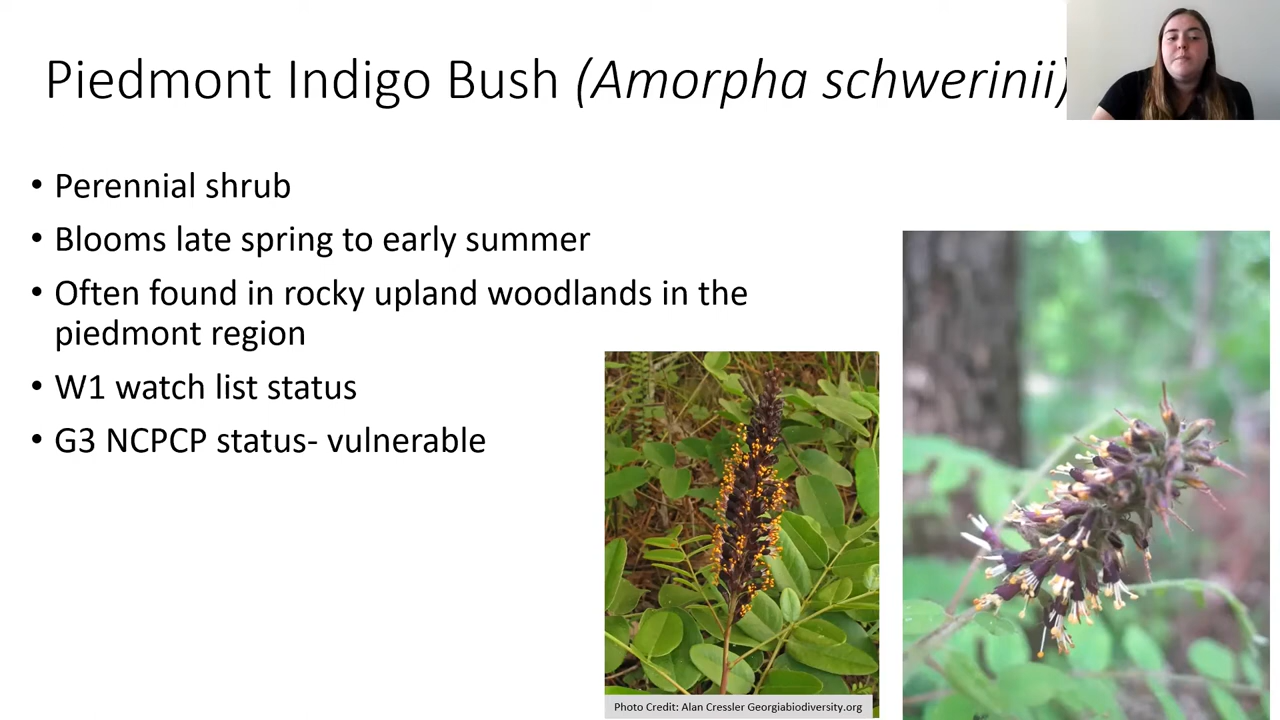 Piedmont Indigo Bush (Amorpha schwerinii)
• Perennial shrub
• Blooms late spring to early summer
• Often found in rocky upland woodlands in the
piedmont region
• W1 watch list status
• G3 NCPCP status- vulnerable
Photo Credit: Alan Cressler Georgiabiodiversity.org